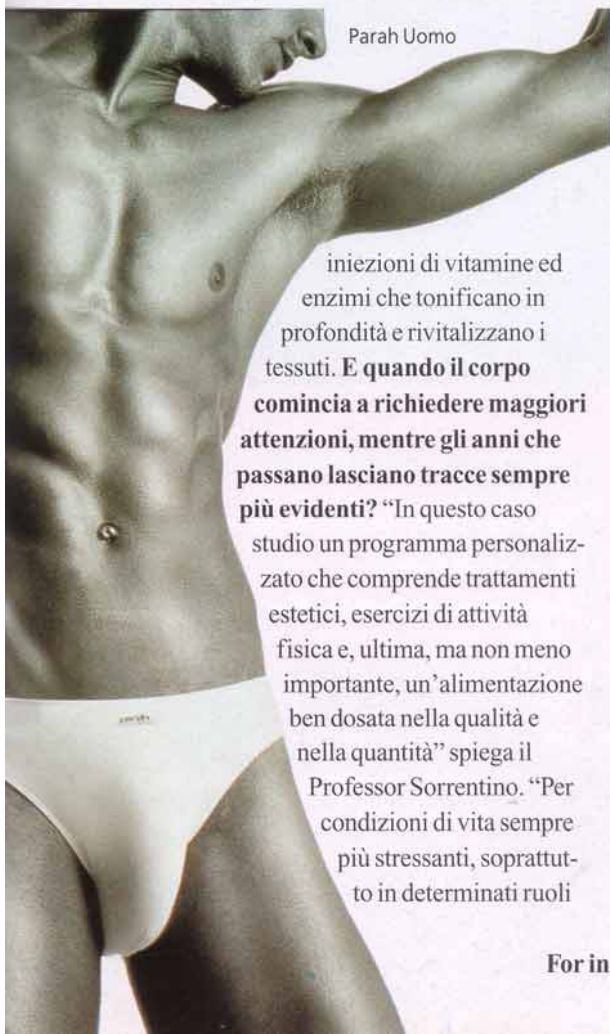 Parah Uomo
iniezioni di vitamine ed
enzimi che tonificano in
profondità e rivitalizzano i
tessuti. E quando il corpo
comincia a richiedere maggiori
attenzioni, mentre gli anni che
passano lasciano tracce sempre
più evidenti? “In questo caso
studio un programma personaliz-
zato che comprende trattamenti
estetici, esercizi di attività
fisica e, ultima, ma non meno
importante, un’alimentazione
ben dosata nella qualità e
nella quantità” spiega il
Professor Sorrentino. “Per
condizioni di vita sempre
più stressanti, soprattut-
to in determinati ruoli
For in